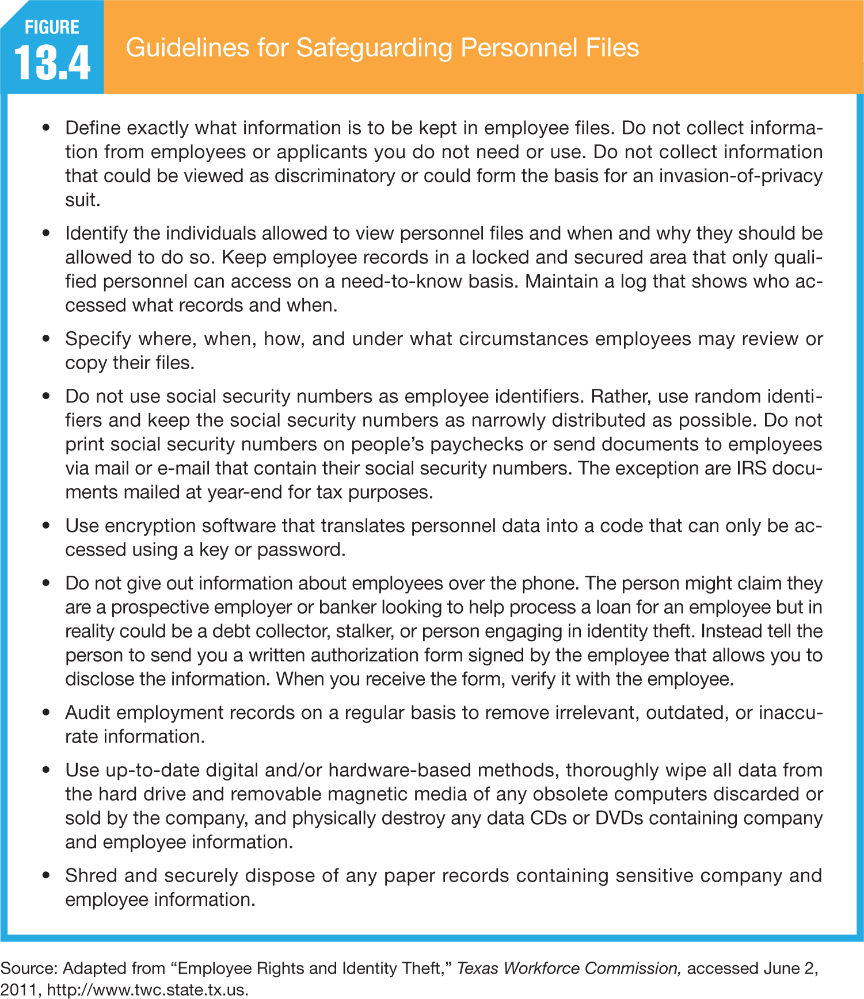 FIGURE
13.4
Guidelines for Safeguarding Personnel Files
• Define exactly what information is to be kept in employee files. Do not collect informa-
tion from employees or applicants you do not need or use. Do not collect information
that could be viewed as discriminatory or could form the basis for an invasion-of-privacy
suit.
• Identify the individuals allowed to view personnel files and when and why they should be
allowed to do so. Keep employee records in a locked and secured area that only quali-
fied personnel can access on a need-to-know basis. Maintain a log that shows who ac-
cessed what records and when.
• Specify where, when, how, and under what circumstances employees may review or
copy their files.
• Do not use social security numbers as employee identifiers. Rather, use random identi-
fiers and keep the social security numbers as narrowly distributed as possible. Do not
print social security numbers on people’s paychecks or send documents to employees
via mail or e-mail that contain their social security numbers. The exception are IRS docu-
ments mailed at year-end for tax purposes.
• Use encryption software that translates personnel data into a code that can only be ac-
cessed using a key or password.
• Do not give out information about employees over the phone. The person might claim they
are a prospective employer or banker looking to help process a loan for an employee but in
reality could be a debt collector, stalker, or person engaging in identity theft. Instead tell the
person to send you a written authorization form signed by the employee that allows you to
disclose the information. When you receive the form, verify it with the employee.
• Audit employment records on a regular basis to remove irrelevant, outdated, or inaccu-
rate information.
• Use up-to-date digital and/or hardware-based methods, thoroughly wipe all data from
the hard drive and removable magnetic media of any obsolete computers discarded or
sold by the company, and physically destroy any data CDs or DVDs containing company
and employee information.
• Shred and securely dispose of any paper records containing sensitive company and
employee information.
Source: Adapted from “Employee Rights and Identity Theft,” Texas Workforce Commission, accessed June 2,
2011, http://www.twc.state.tx.us.